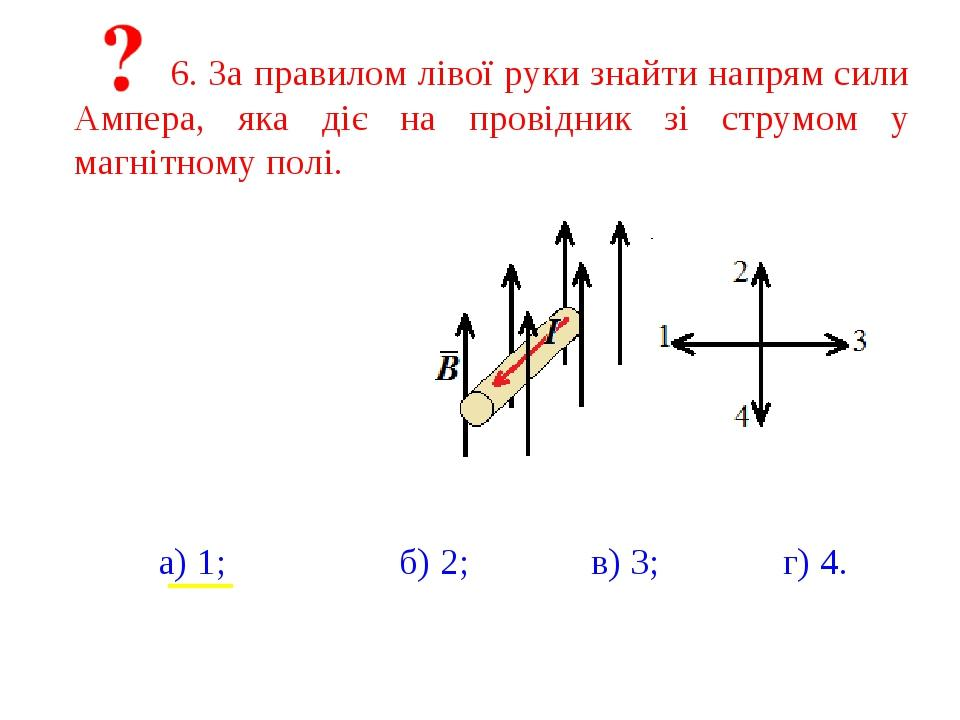 ? 6. За правилом лівої руки знайти напрям сили
Ампера, яка діє на провідник зі струмом у
магнітному полі.
2
I
1
3
B
4
а) 1; б) 2; в) 3; г) 4.